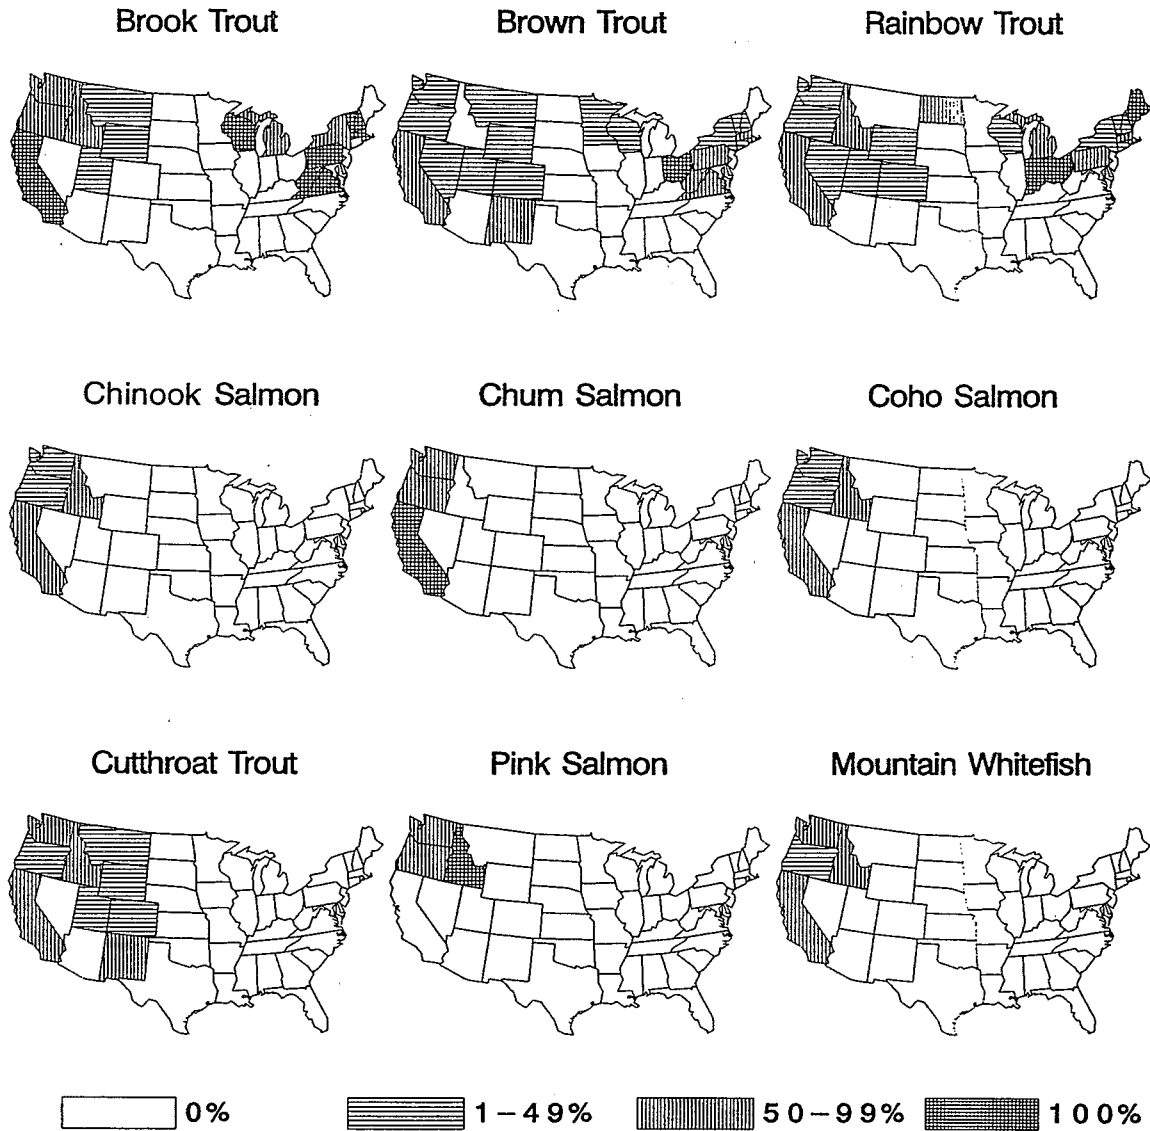 Brook Trout Brown Trout Rainbow Trout
Chinook Salmon Chum Salmon Coho Salmon
Cutthroat Trout Pink Salmon Mountain Whitefish
0% 1-49% 50-99% 100%